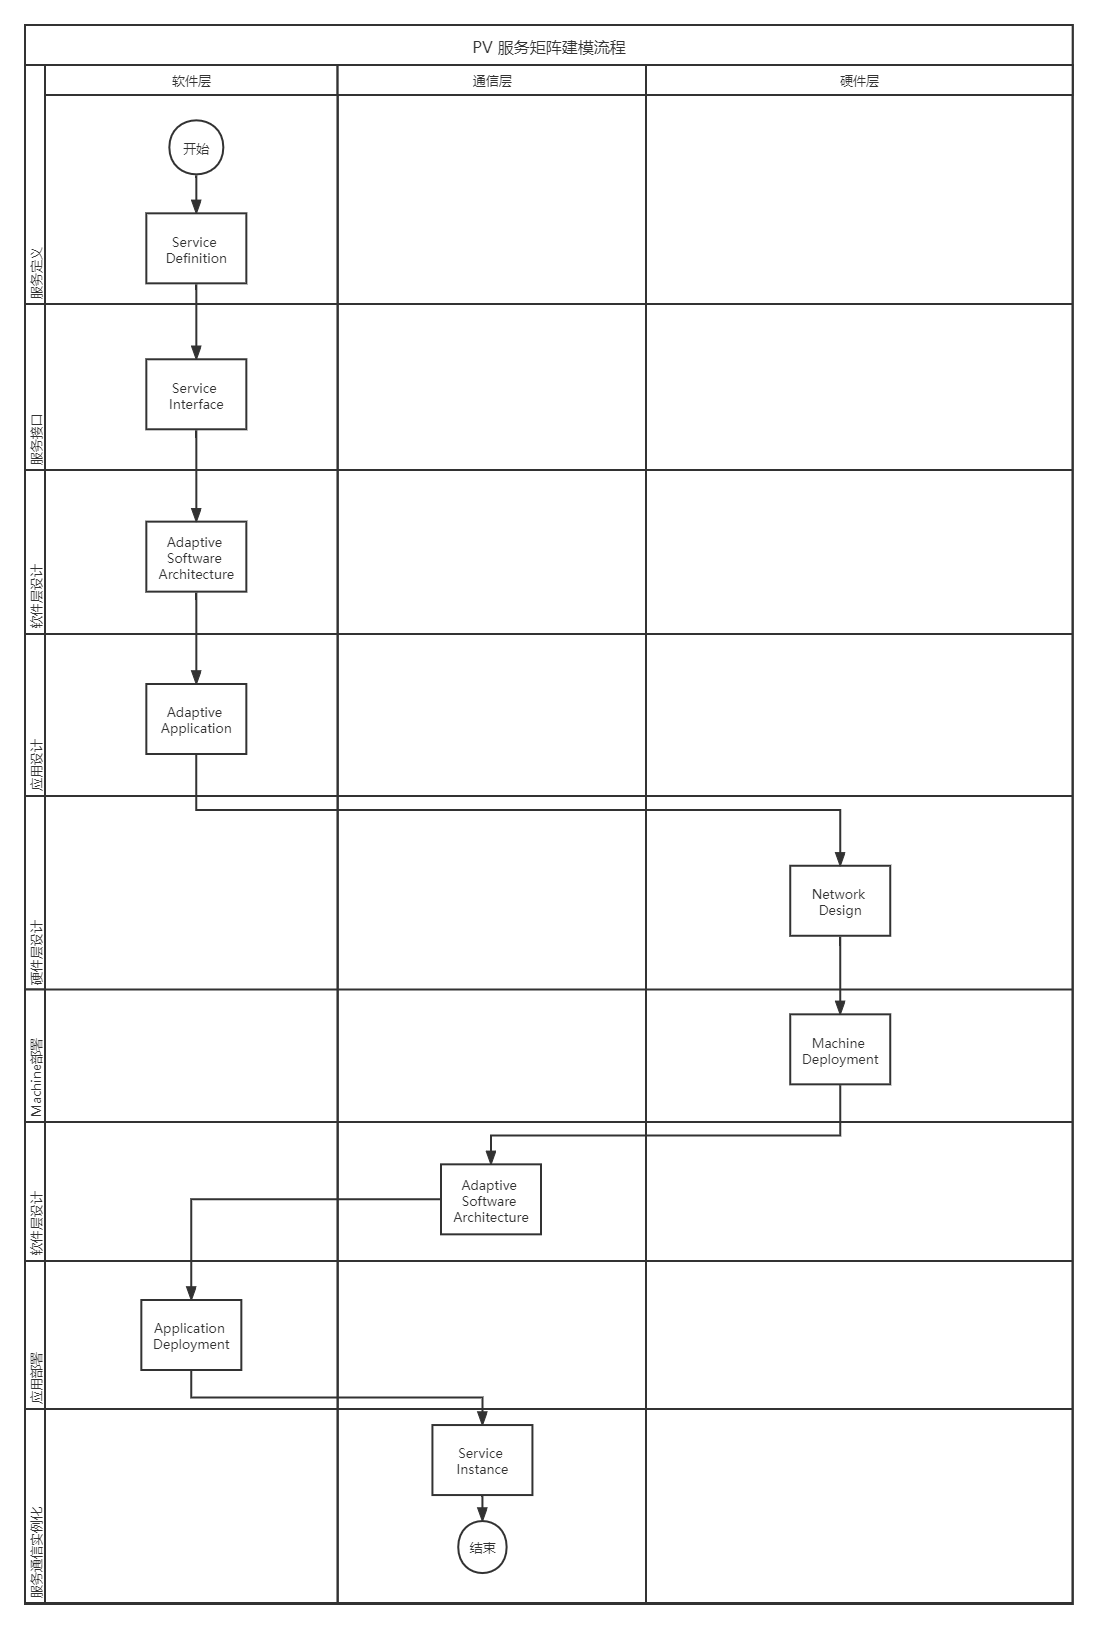 PV 服务矩阵建模流程
软件层
通信层
硬件层
服务定义
开始
Service
Definition
服务接口
Service
Interface
软件层设计
Adaptive
Software
Architecture
应用设计
Adaptive
Application
硬件层设计
Network
Design
Machine部署
Machine
Deployment
软件层设计
Adaptive
Software
Architecture
应用部署
Application
Deployment
服务通信实例化
Service
Instance
结束